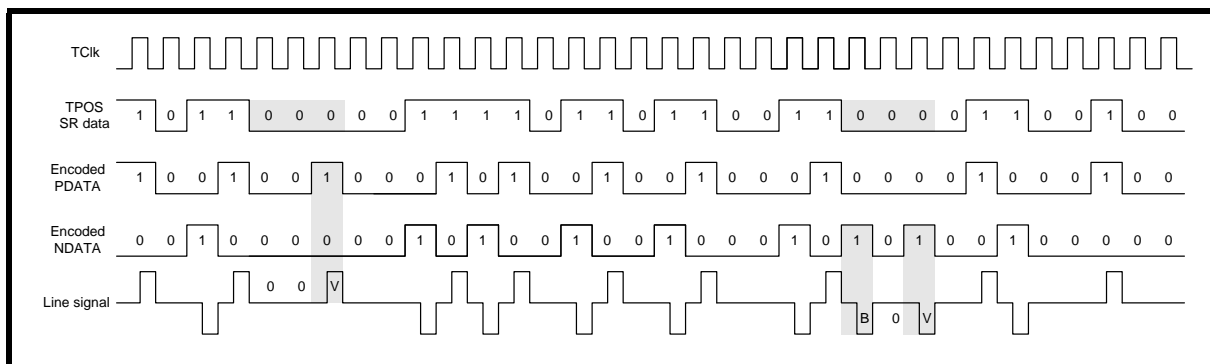 TClk
TPOS
SR data
1 0 1 1 0 0 0 0 0 1 1 1 1 0 1 1 0 1 1 0 0 1 1 0 0 0 0 1 1 0 0 1 0 0
Encoded
PDATA
1 0 0 1 0 0 1 0 0 0 1 0 1 0 0 1 0 0 1 0 0 0 1 0 0 0 0 1 0 0 0 1 0 0
Encoded
NDATA
0 0 1 0 0 0 0 0 0 1 0 1 0 0 1 0 0 1 0 0 0 1 0 1 0 1 0 0 1 0 0 0 0 0
Line signal
0 0 V
B 0 V